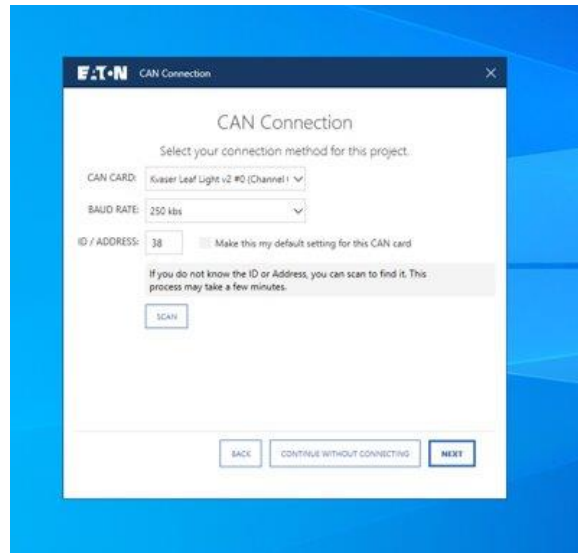 EATON CAN Connection
CAN Connection
Select your connection method for this project.
CAN CARD: Kvaser Leaf Light v2 #0 (Channel
BAUD RATE: 250 kbs
ID / ADDRESS: 38 Make this my default setting for this CAN card
If you do not know the ID or Address, you can scan to find it. This
process may take a few minutes.
SCAN
BACK CONTINUE WITHOUT CONNECTING NEXT